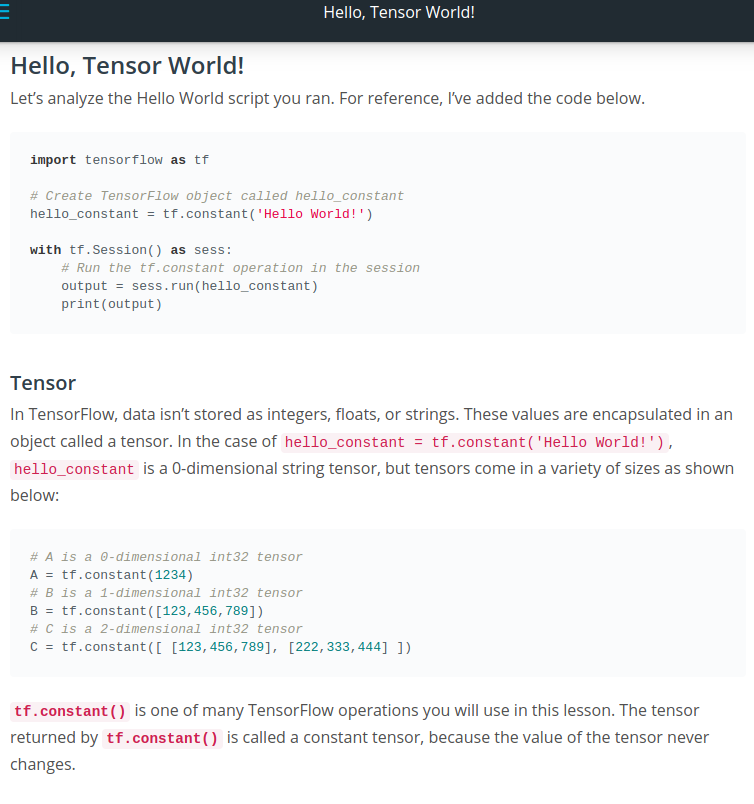 Hello, Tensor World!
Hello, Tensor World!
Let's analyze the Hello World script you ran. For reference, I've added the code below.
import tensorflow as tf
# Create TensorFlow object called hello_constant
hello_constant = tf.constant('Hello World!')
with tf.Session() as sess:
    # Run the tf.constant operation in the session
    output = sess.run(hello_constant)
    print(output)
Tensor
In TensorFlow, data isn't stored as integers, floats, or strings. These values are encapsulated in an
object called a tensor. In the case of hello_constant = tf.constant('Hello World!'),
hello_constant is a 0-dimensional string tensor, but tensors come in a variety of sizes as shown
below:
# A is a 0-dimensional int32 tensor
A = tf.constant(1234)
# B is a 1-dimensional int32 tensor
B = tf.constant([123,456,789])
# C is a 2-dimensional int32 tensor
C = tf.constant([ [123,456,789], [222,333,444] ])
tf.constant() is one of many TensorFlow operations you will use in this lesson. The tensor
returned by tf.constant() is called a constant tensor, because the value of the tensor never
changes.